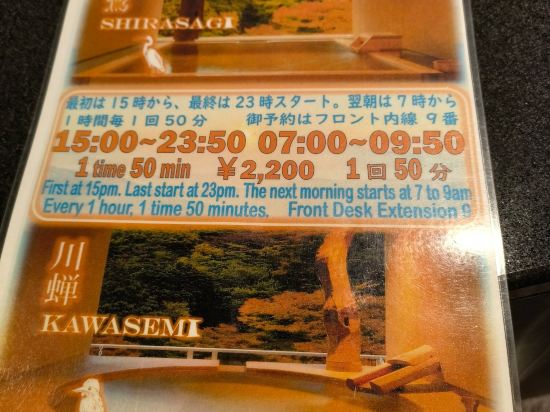 鷺
SHIRASAGI
最初は15時から、最終は23時スタート。翌朝は7時から
1時間毎1回50分 御予約はフロント内線 9番
15:00~23:50 07:00~09:50
1 time 50 min ¥2,200 1回50分
First at 15pm. Last start at 23pm. The next morning starts at 7 to 9am
Every 1 hour, 1 time 50 minutes. Front Desk Extension 9
川蝉
KAWASEMI